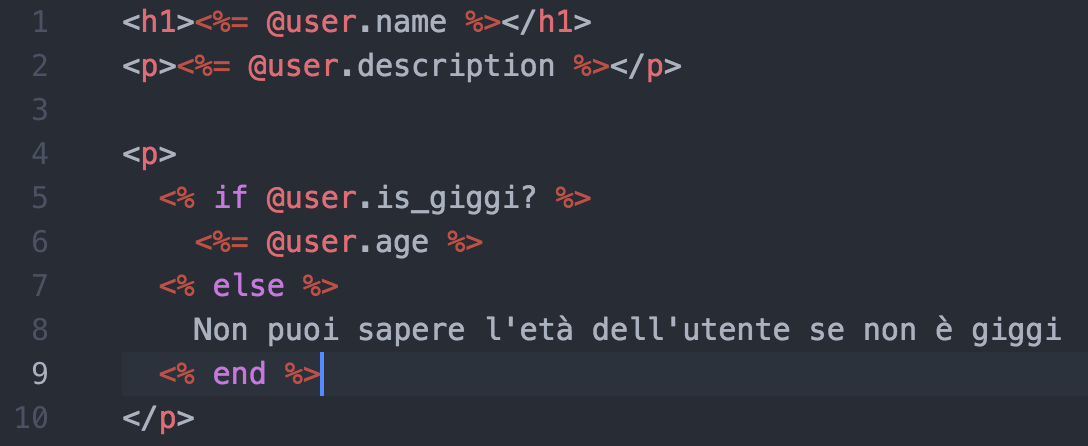 1 <h1><%= @user.name %></h1>
2 <p><%= @user.description %></p>
3
4 <p>
5   <% if @user.is_giggi? %>
6     <%= @user.age %>
7   <% else %>
8     Non puoi sapere l'età dell'utente se non è giggi
9   <% end %>
10 </p>